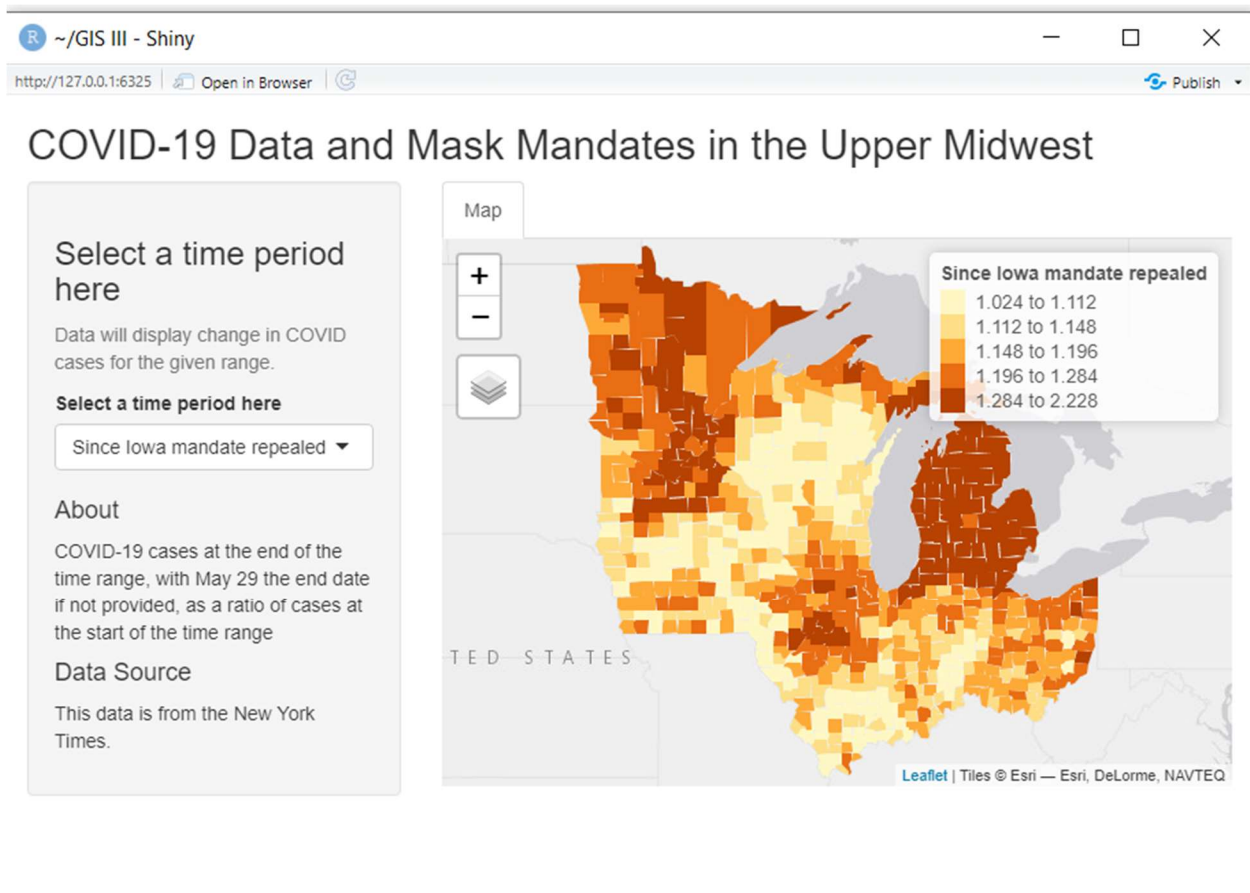 R ~/GIS III - Shiny
http://127.0.0.1:6325 Open in Browser Publish
COVID-19 Data and Mask Mandates in the Upper Midwest
Select a time period
here
Data will display change in COVID
cases for the given range.
Select a time period here
Since Iowa mandate repealed
About
COVID-19 cases at the end of the
time range, with May 29 the end date
if not provided, as a ratio of cases at
the start of the time range
Data Source
This data is from the New York
Times.
Map
+
−
Since Iowa mandate repealed
1.024 to 1.112
1.112 to 1.148
1.148 to 1.196
1.196 to 1.284
1.284 to 2.228
TED STATES
Leaflet | Tiles © Esri — Esri, DeLorme, NAVTEQ